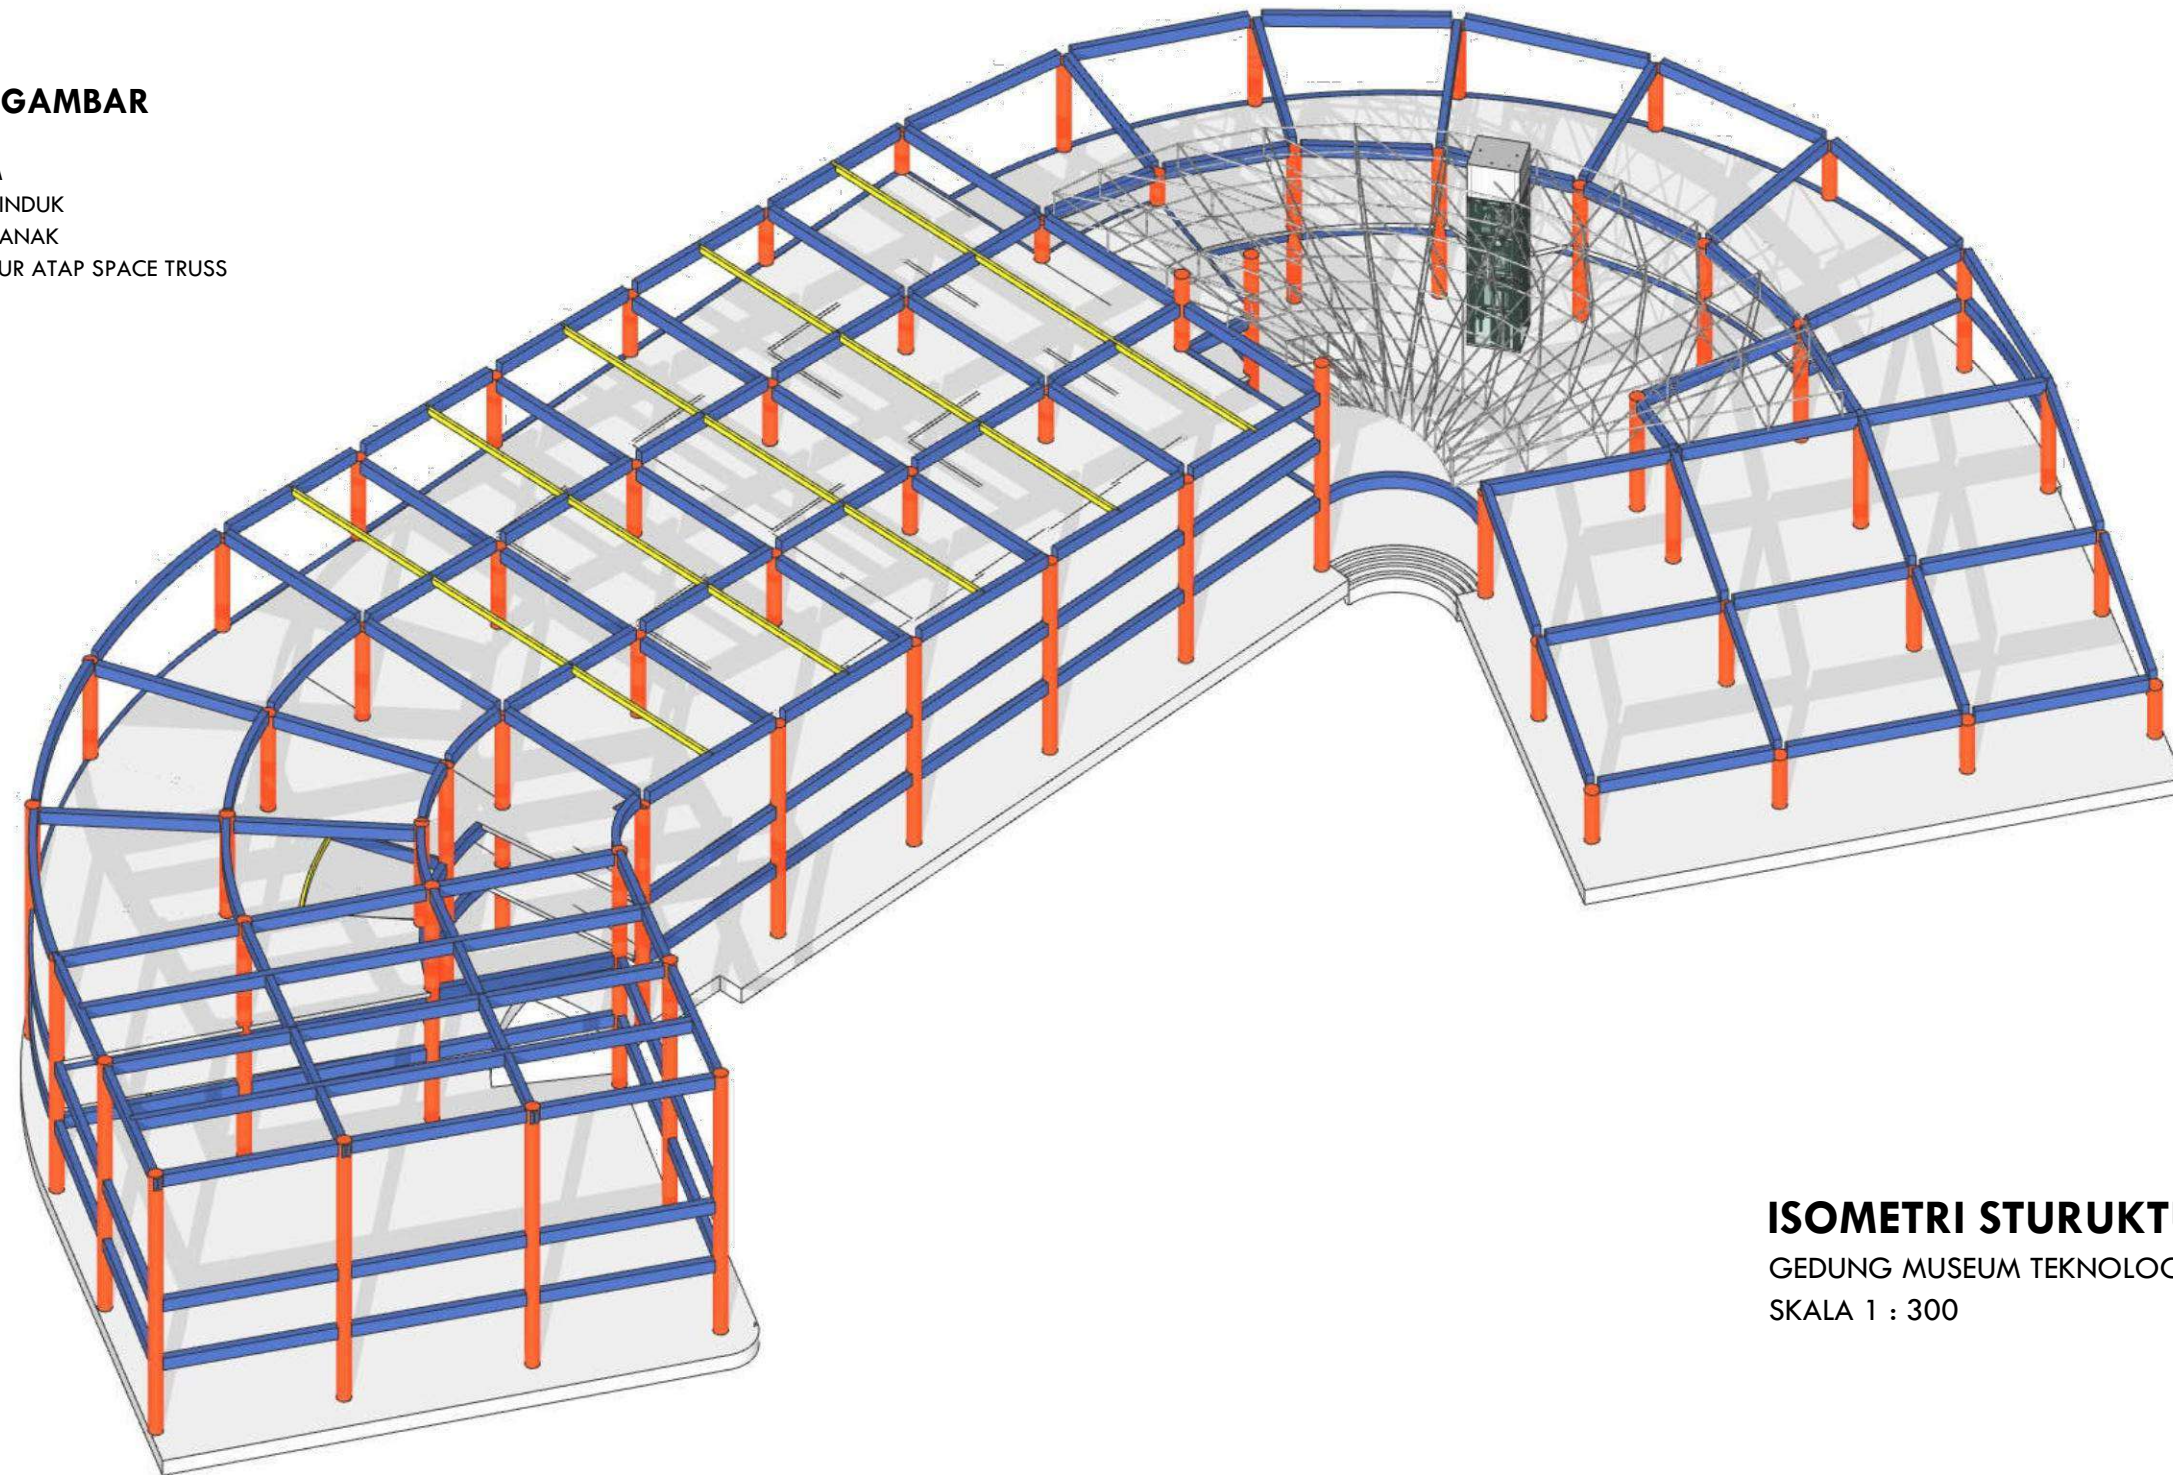 GAMBAR
INDUK
ANAK
UR ATAP SPACE TRUSS
ISOMETRI STURUKT
GEDUNG MUSEUM TEKNOLOG
SKALA 1 : 300